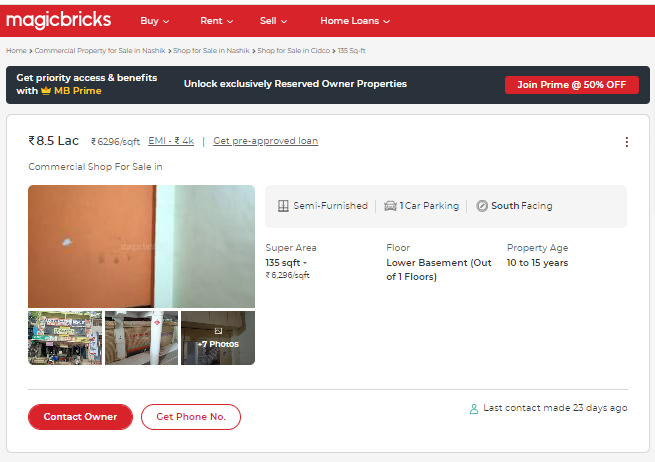 magicbricks Buy Rent Sell Home Loans
Home > Commercial Property for Sale in Nashik > Shop for Sale in Nashik > Shop for Sale in Cidco > 135 Sq-ft
Get priority access & benefits
with MB Prime
Unlock exclusively Reserved Owner Properties
Join Prime @ 50% OFF
₹8.5 Lac ₹6296/sqft EMI - ₹ 4k | Get pre-approved loan
Commercial Shop For Sale in
Semi-Furnished 1 Car Parking South Facing
Super Area
135 sqft
₹6,296/sqft
Floor
Lower Basement (Out
of 1 Floors)
Property Age
10 to 15 years
+7 Photos
Contact Owner
Get Phone No.
Last contact made 23 days ago